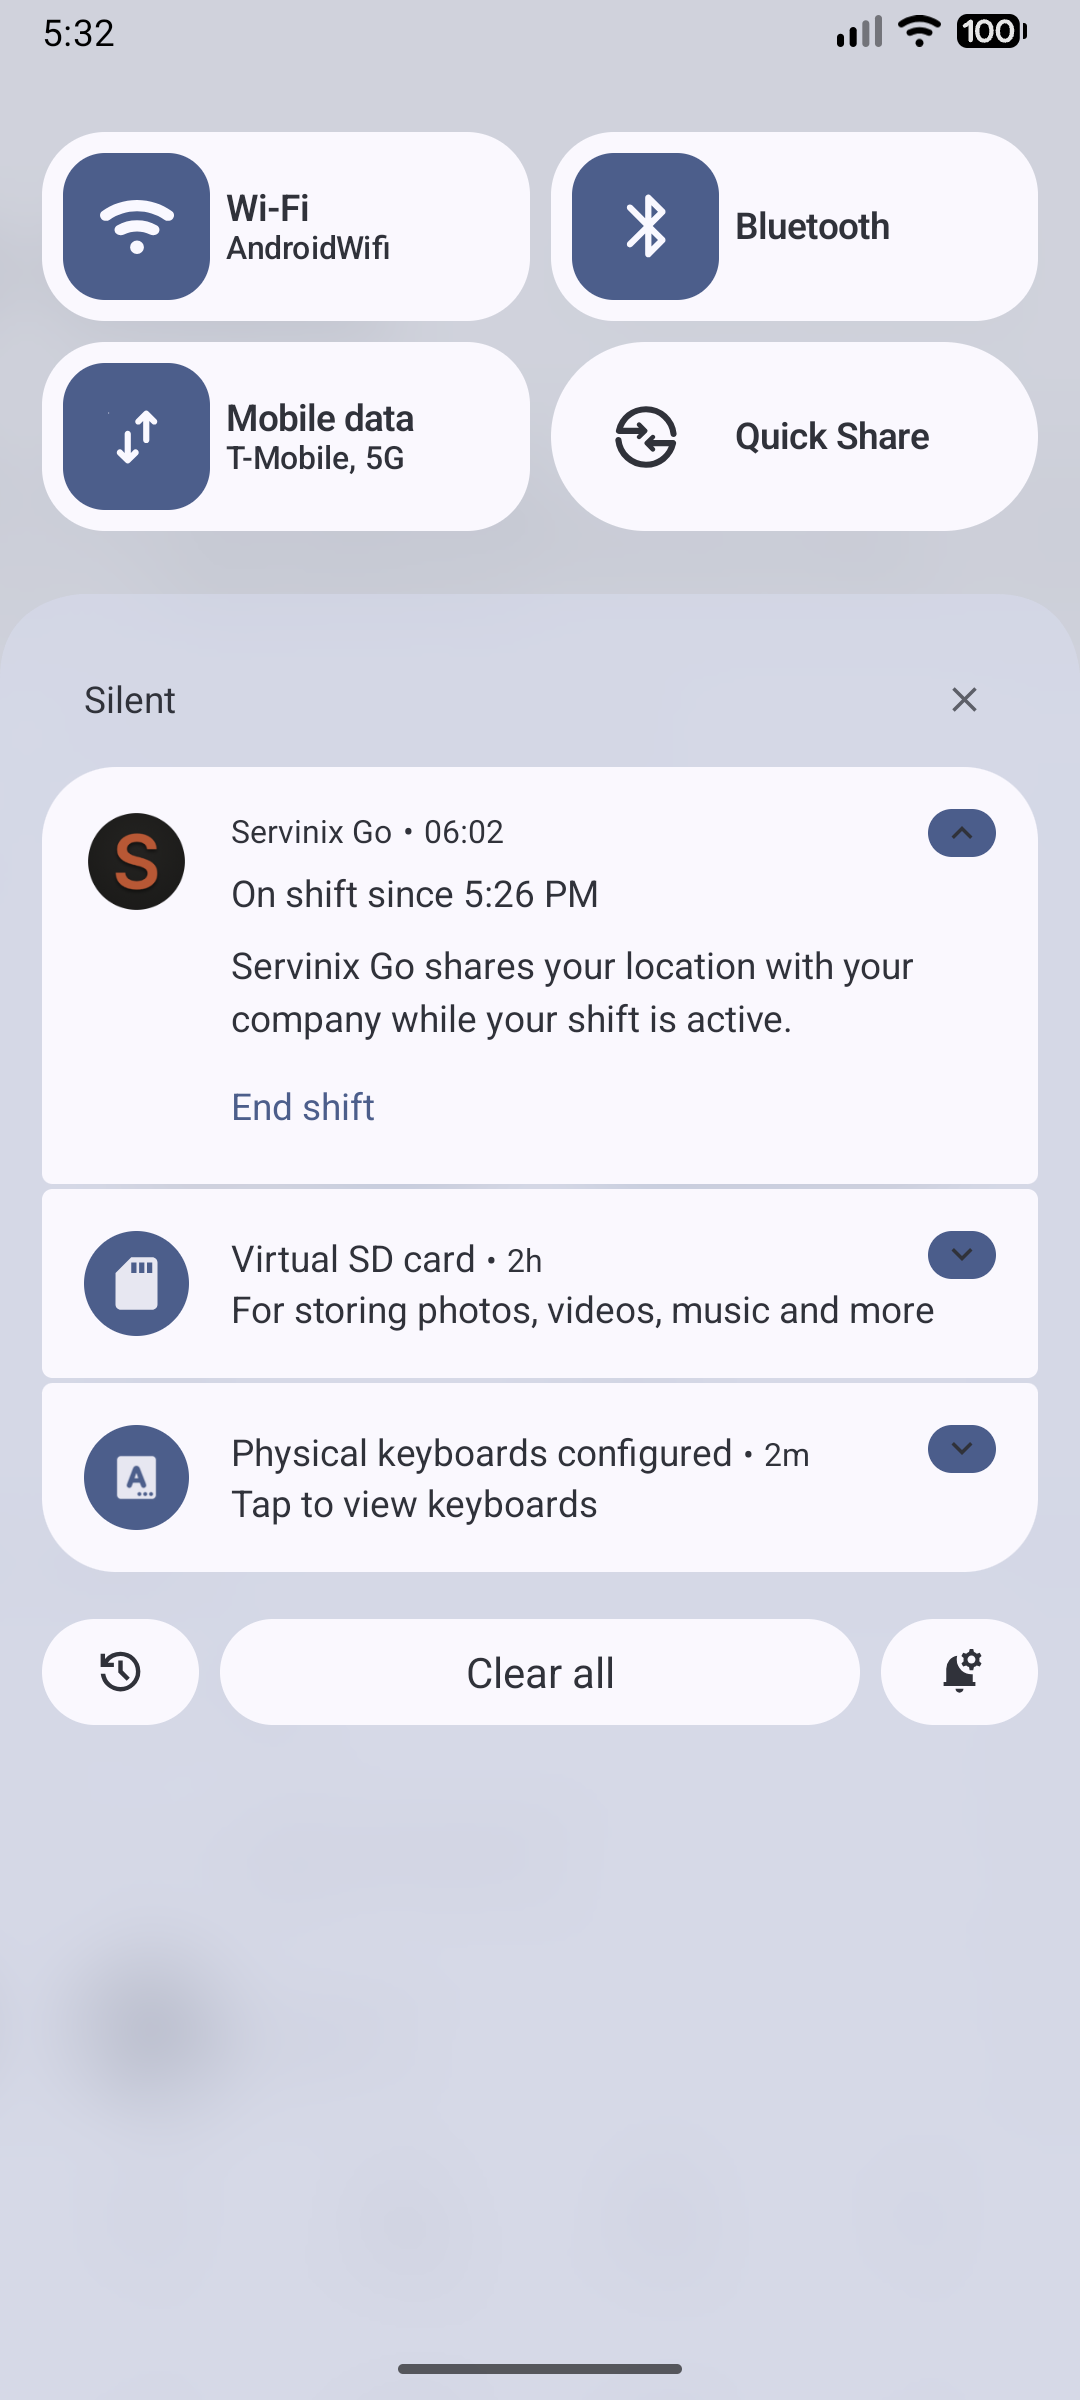 5:32
100
Wi-Fi
AndroidWifi
Bluetooth
Mobile data
T-Mobile, 5G
Quick Share
Silent
S
Servinix Go • 06:02
On shift since 5:26 PM
Servinix Go shares your location with your
company while your shift is active.
End shift
Virtual SD card • 2h
For storing photos, videos, music and more
A
Physical keyboards configured • 2m
Tap to view keyboards
Clear all